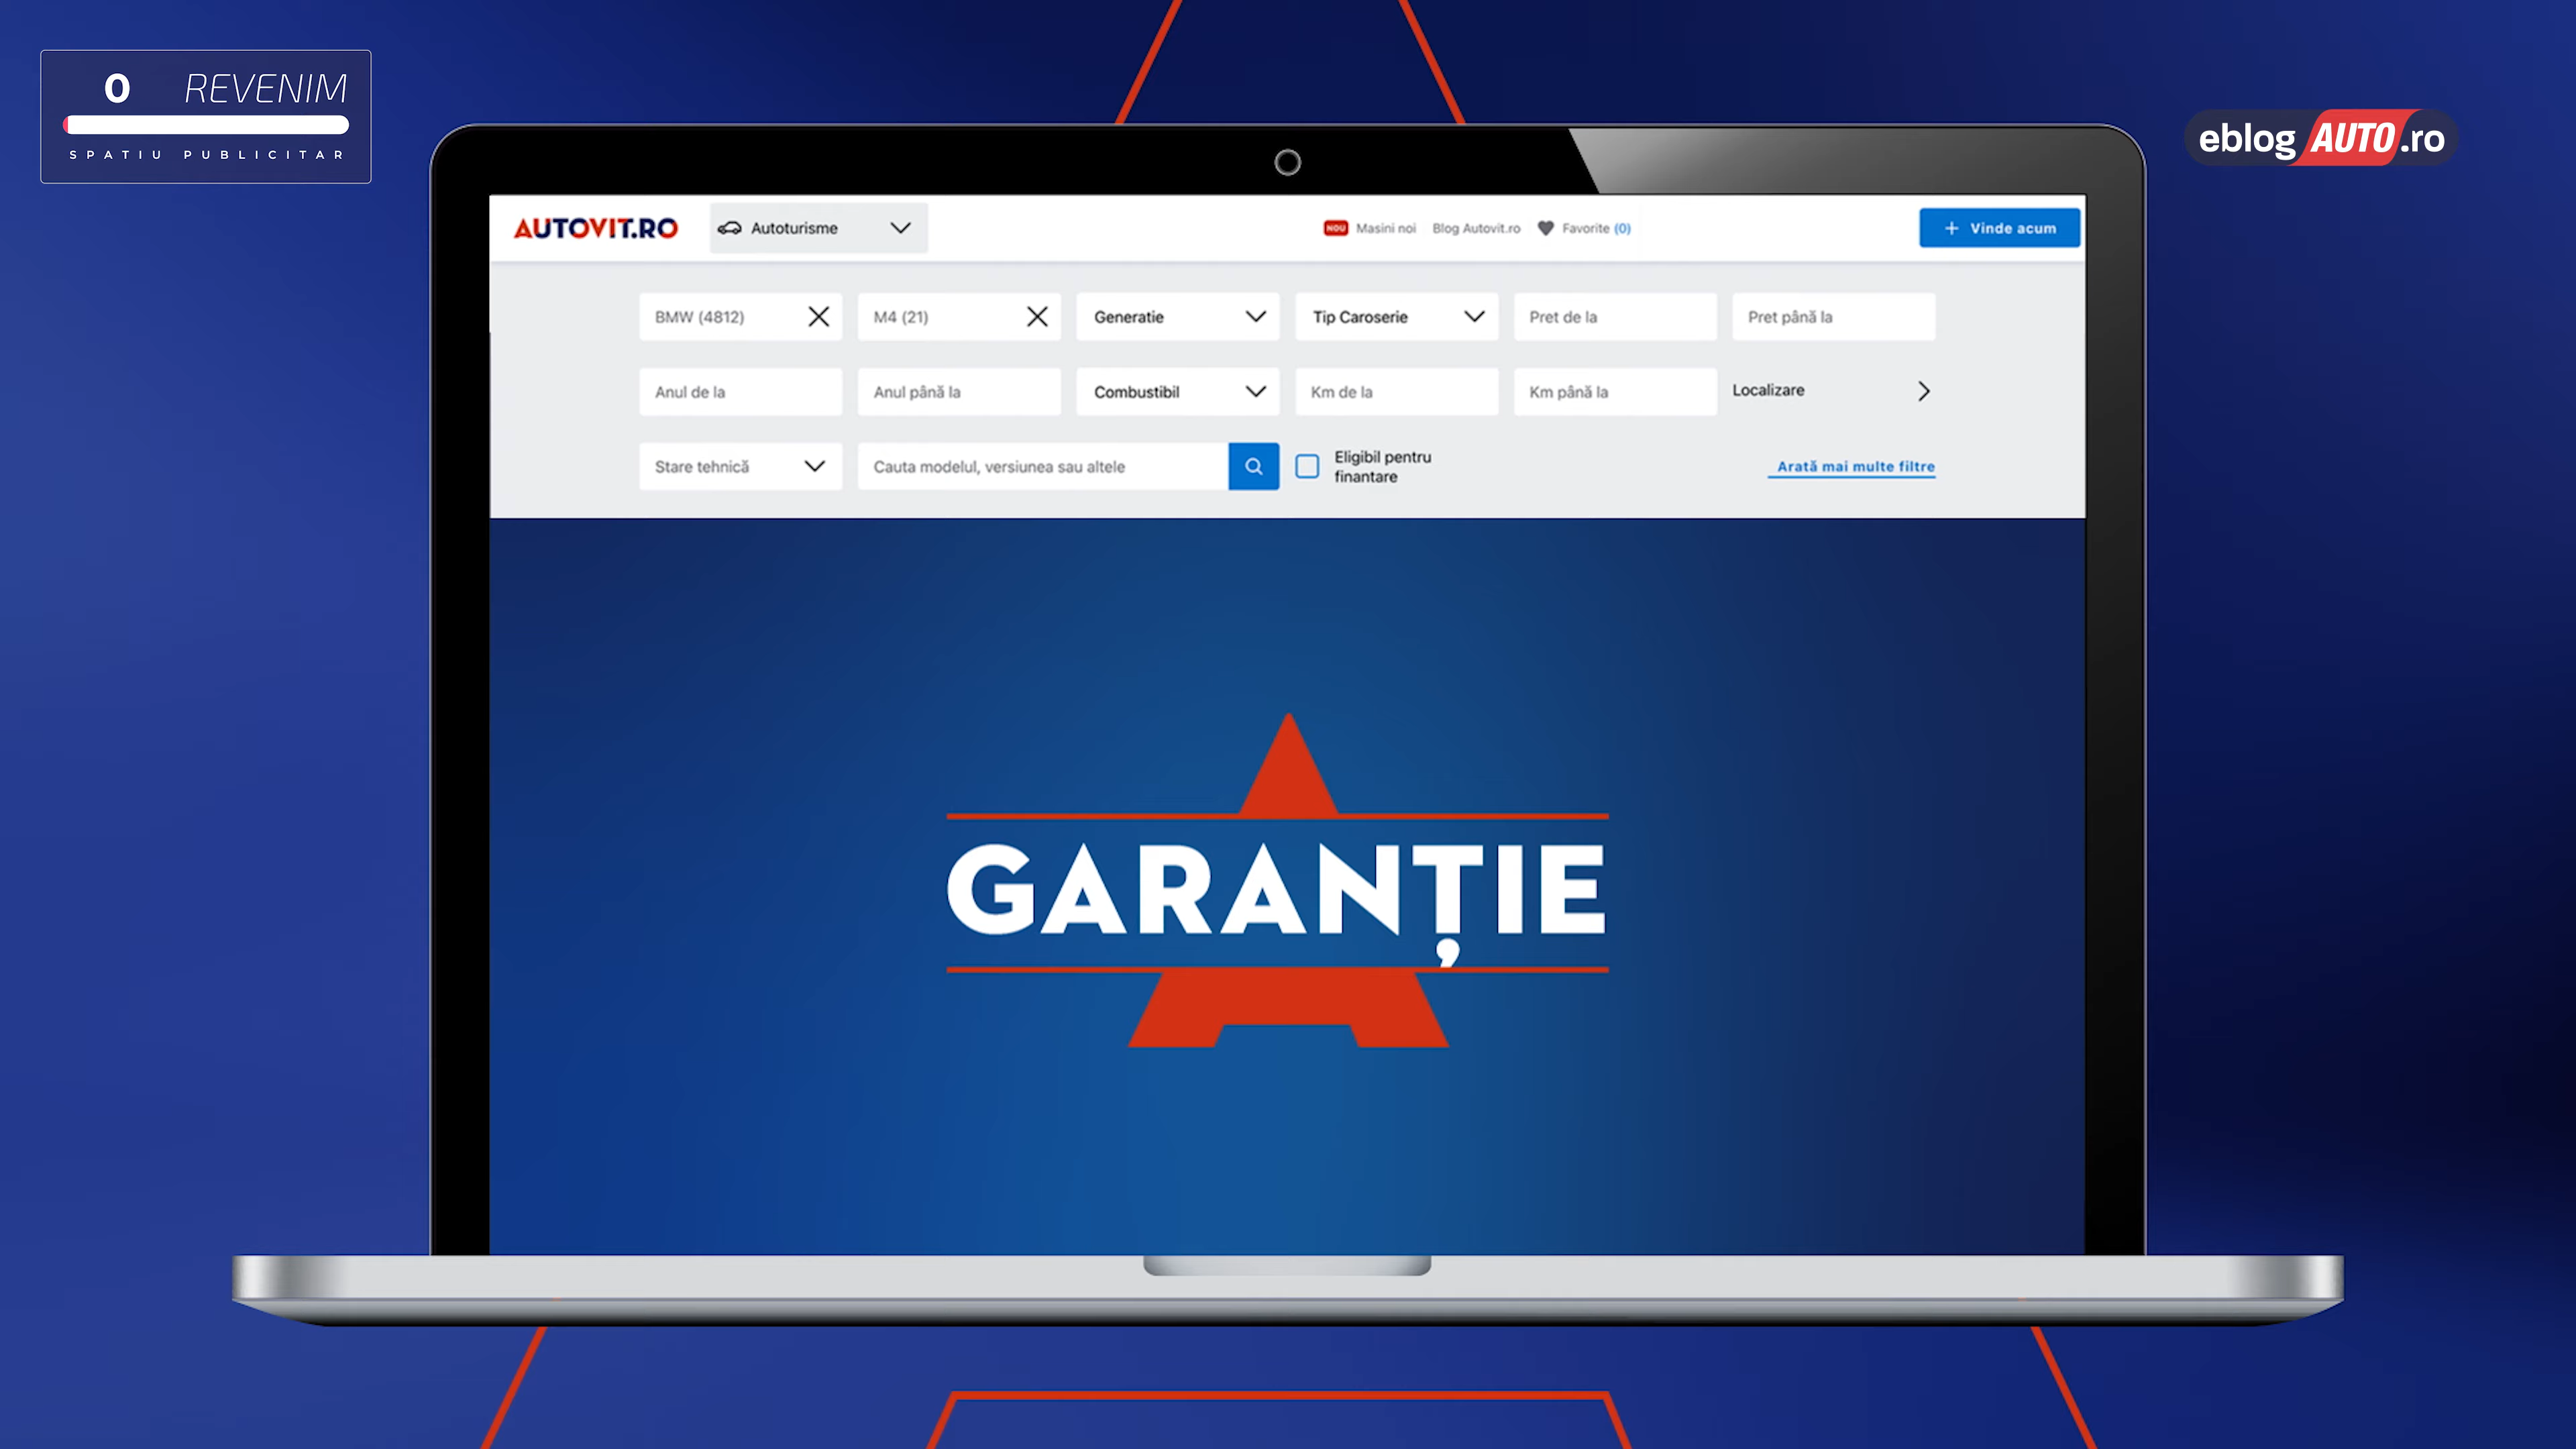 0 REVENIM
SPATIU PUBLICITAR
eblog AUTO.ro
AUTOVIT.RO Autoturisme NOU Masini noi Blog Autovit.ro Favorite (0) + Vinde acum
BMW (4812) M4 (21) Generatie Tip Caroserie Pret de la Pret până la
Anul de la Anul până la Combustibil Km de la Km până la Localizare
Stare tehnică Cauta modelul, versiunea sau altele Eligibil pentru
finantare Arată mai multe filtre
GARANȚIE